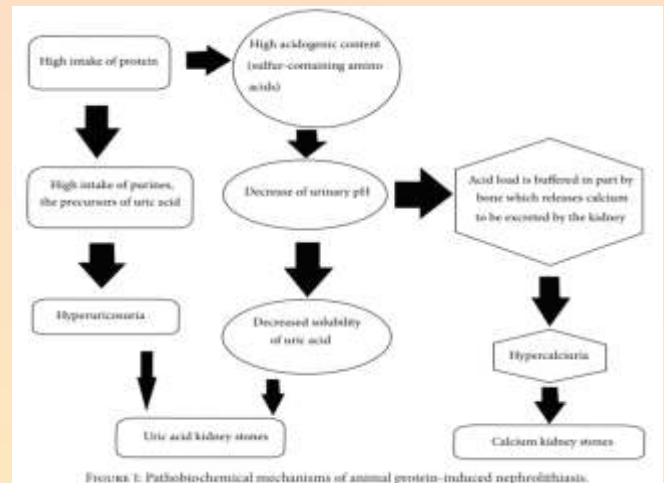 High intake of protein
High acidogenic content
(sulfur-containing amino
acids)
High intake of purines,
the precursors of uric acid
Decrease of urinary pH
Acid load is buffered in part by
bone which releases calcium
to be excreted by the kidney
Hyperuricosuria
Decreased solubility
of uric acid
Hypercalciuria
Uric acid kidney stones
Calcium kidney stones
FIGURE 1: Pathobiochemical mechanisms of animal protein-induced nephrolithiasis.